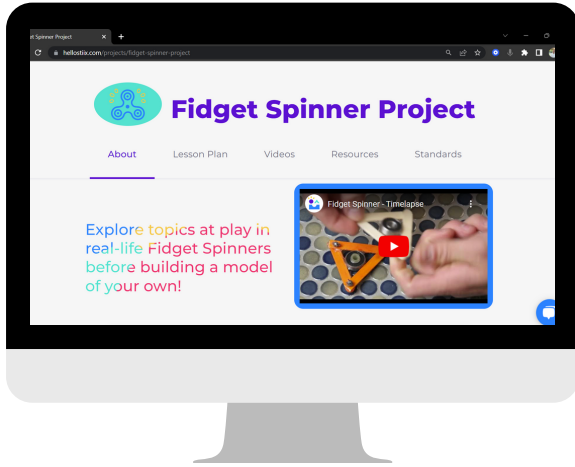 et Spinner Project
hellostiix.com/projects/fidget-spinner-project
Fidget Spinner Project
About Lesson Plan Videos Resources Standards
Fidget Spinner - Timelapse
Explore topics at play in
real-life Fidget Spinners
before building a model
of your own!